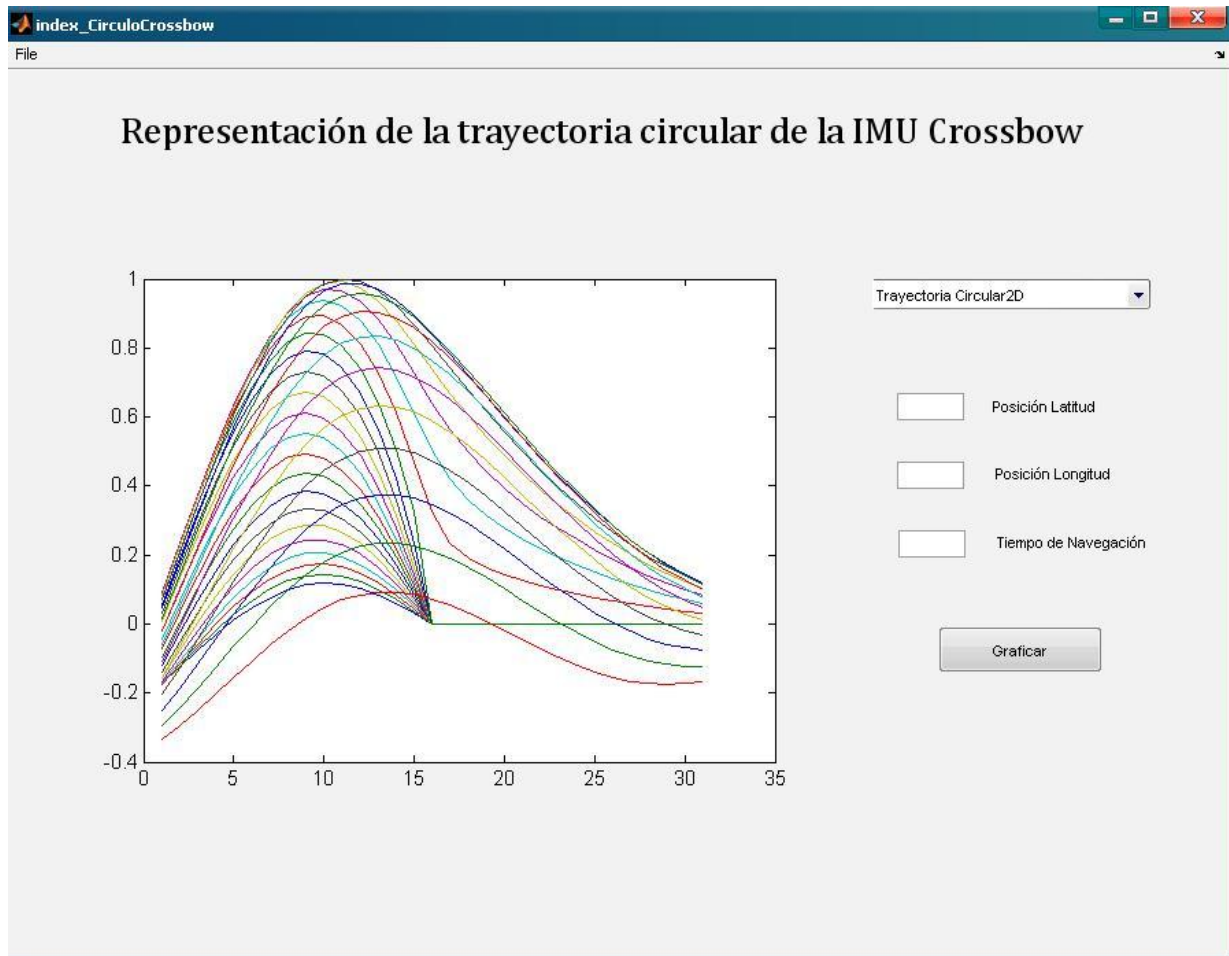 index_CirculoCrossbow
File
Representación de la trayectoria circular de la IMU Crossbow
1
0.8
0.6
0.4
0.2
0
-0.2
-0.4
0 5 10 15 20 25 30 35
Trayectoria Circular2D
Posición Latitud
Posición Longitud
Tiempo de Navegación
Graficar